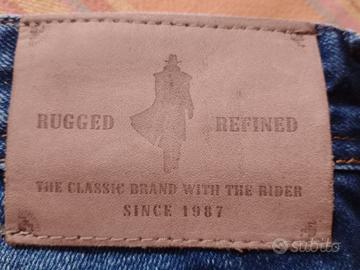 RUGGED REFINED
THE CLASSIC BRAND WITH THE RIDER
SINCE 1987
subito